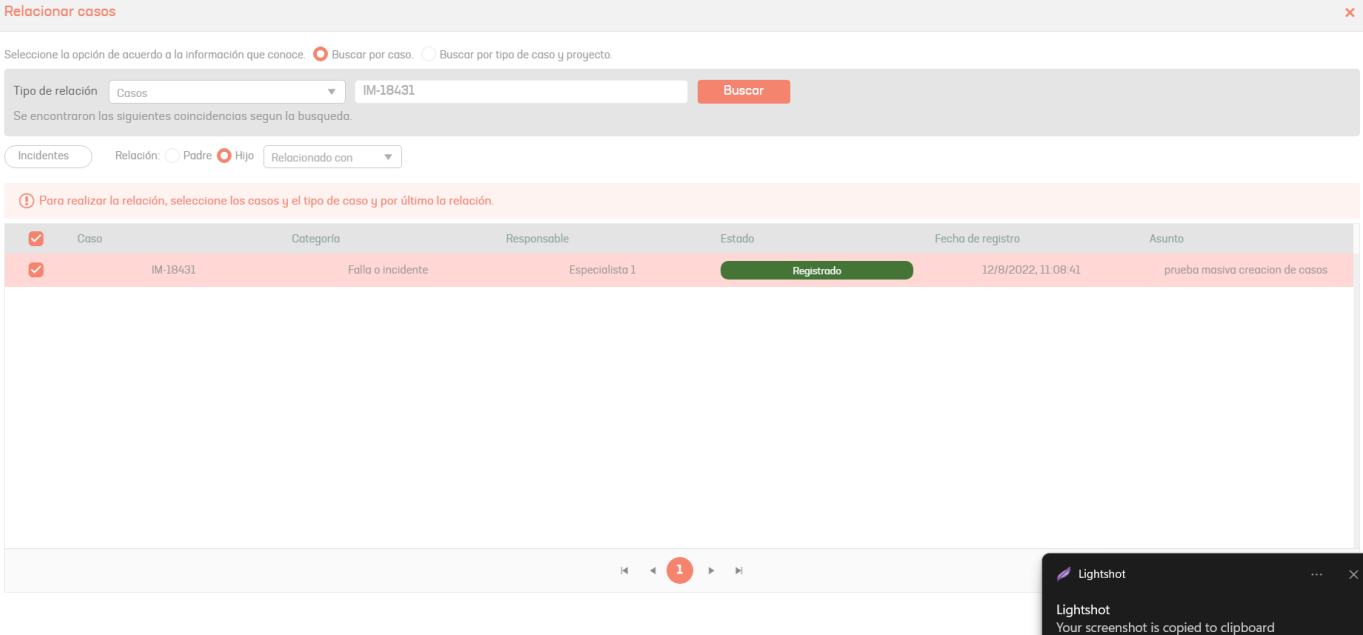 Relacionar casos
Seleccione la opción de acuerdo a la información que conoce. Buscar por caso. Buscar por tipo de caso y proyecto.
Tipo de relación Casos IM-18431 Buscar
Se encontraron las siguientes coincidencias segun la busqueda.
Incidentes Relación: Padre Hijo Relacionado con
Para realizar la relación, seleccione los casos y el tipo de caso y por último la relación.
Caso Categoría Responsable Estado Fecha de registro Asunto
IM-18431 Falla o incidente Especialista 1 Registrado 12/8/2022, 11:08:41 prueba masiva creacion de casos
1
Lightshot
Lightshot
Your screenshot is copied to clipboard